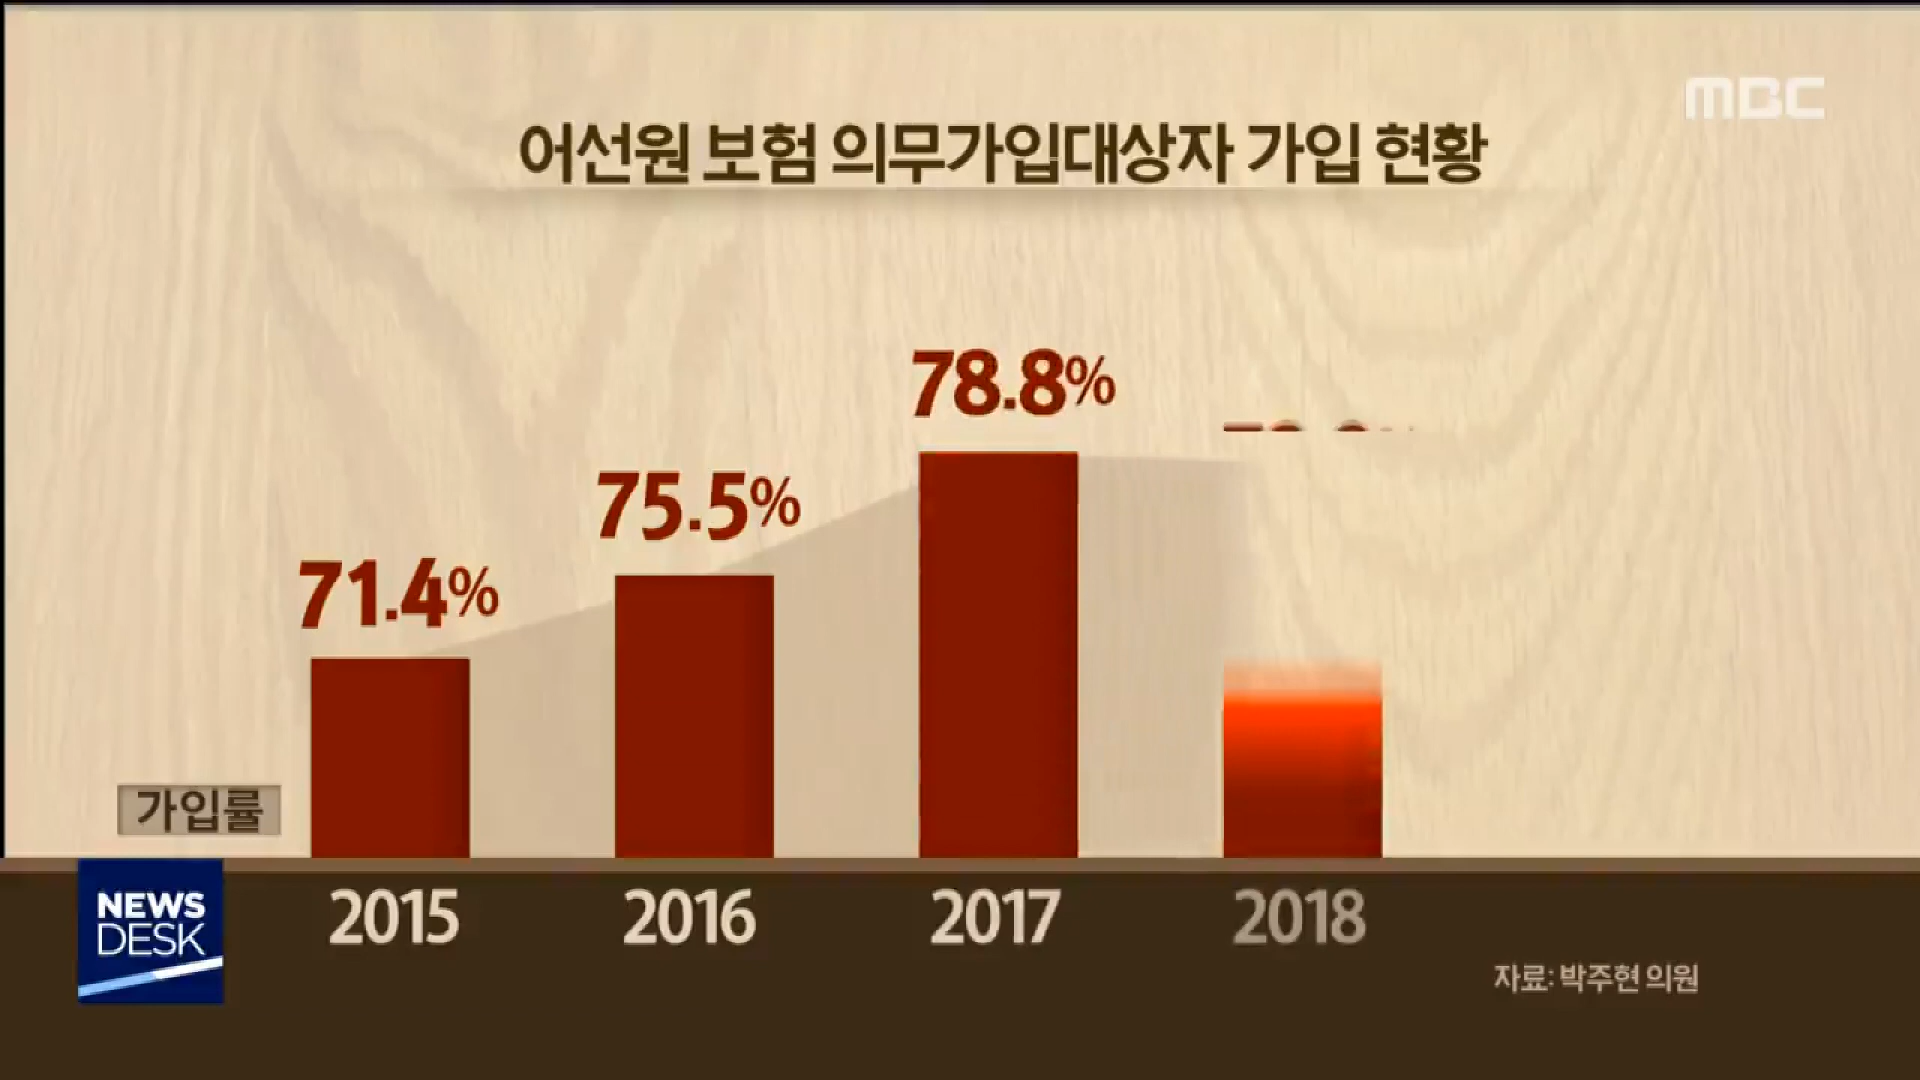 MBC
어선원 보험 의무가입대상자 가입 현황
71.4%
75.5%
78.8%
가입률
2015
2016
2017
2018
NEWS
DESK
자료: 박주현 의원